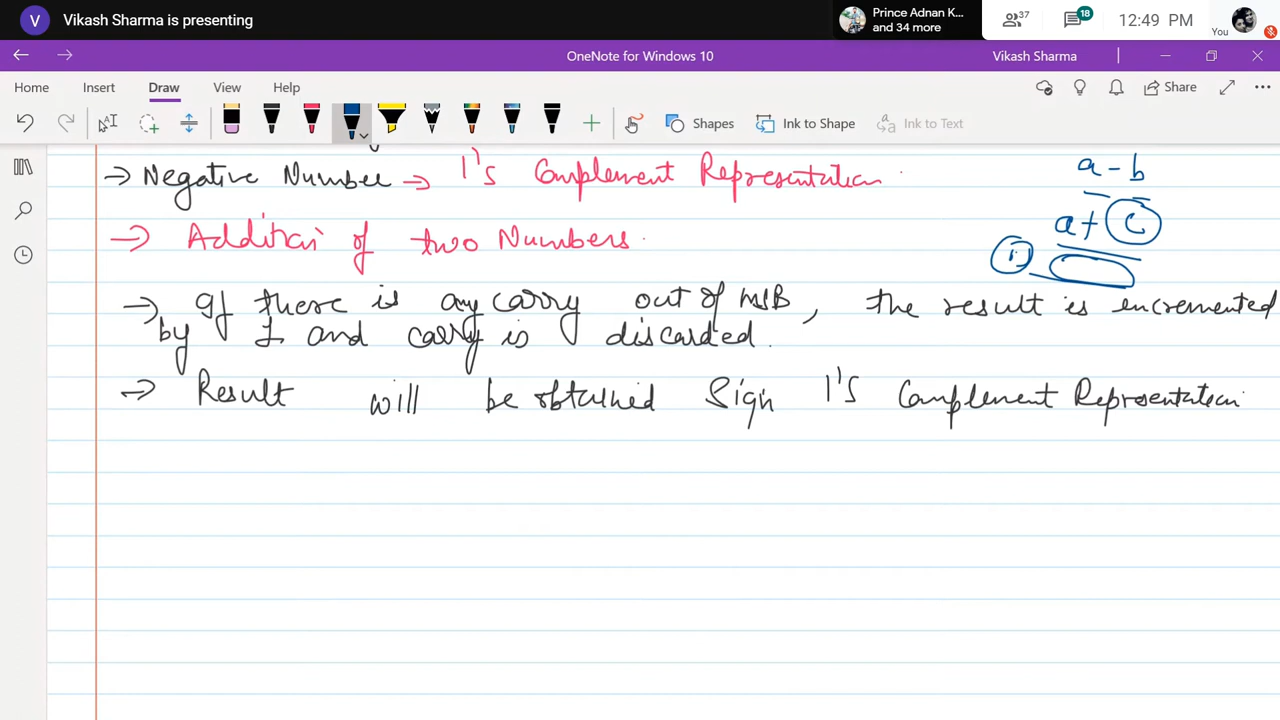 V Vikash Sharma is presenting
Prince Adnan K...
and 34 more
37
18
12:49 PM
You
OneNote for Windows 10
Vikash Sharma
Home Insert Draw View Help
Share
Shapes
Ink to Shape
Ink to Text
→ Negative Number → 1's Complement Representation
a - b
→ Addition of two Numbers.
a + C
1
→ If there is any carry out of MSB, the result is incremented
by 1 and carry is discarded.
→ Result will be obtained Sign 1's Complement Representation